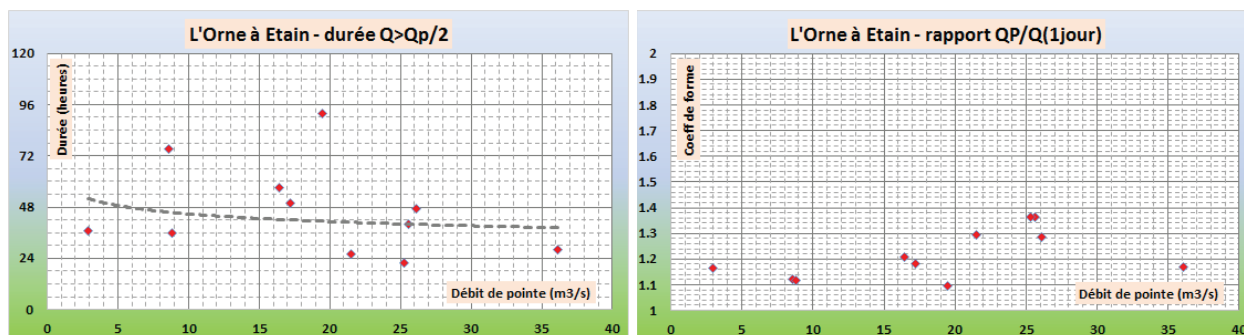 L'Orne à Etain - durée Q>Qp/2
Durée (heures)
120
96
72
48
24
0
Débit de pointe (m3/s)
0 5 10 15 20 25 30 35 40
L'Orne à Etain - rapport QP/Q(1jour)
Coeff de forme
2
1.9
1.8
1.7
1.6
1.5
1.4
1.3
1.2
1.1
1
Débit de pointe (m3/s)
0 5 10 15 20 25 30 35 40